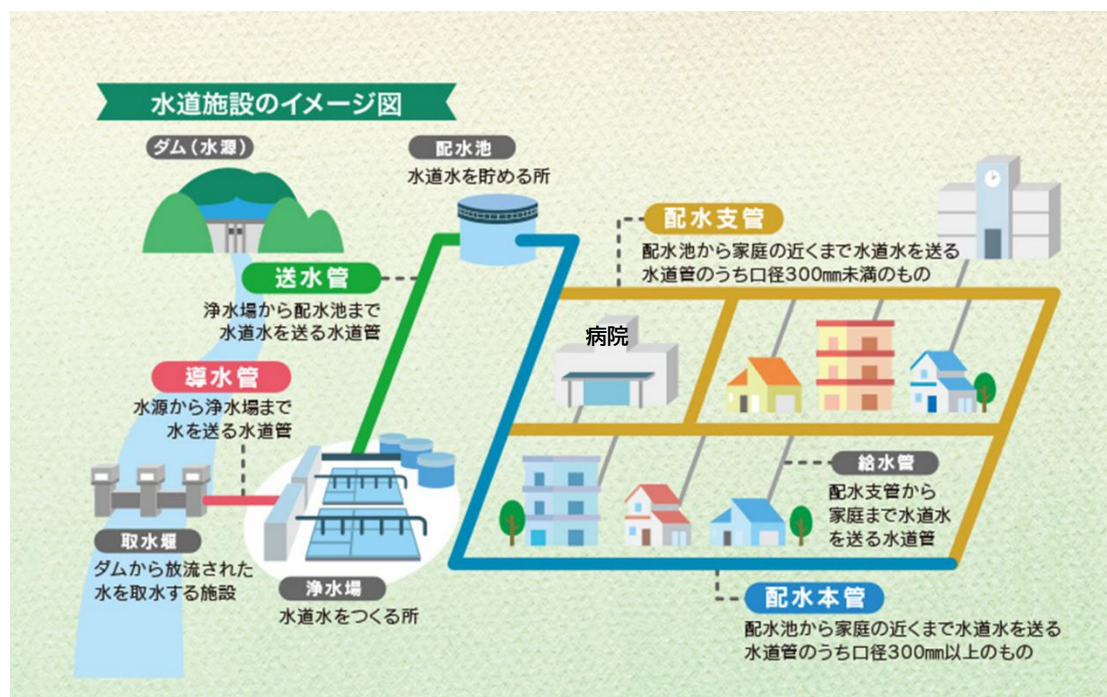 水道施設のイメージ図
ダム(水源)
配水池
水道水を貯める所
配水支管
配水池から家庭の近くまで水道水を送る
水道管のうち口径300㎜未満のもの
送水管
浄水場から配水池まで
水道水を送る水道管
病院
導水管
水源から浄水場まで
水を送る水道管
給水管
配水支管から
家庭まで水道水
を送る水道管
取水堰
ダムから放流された
水を取水する施設
浄水場
水道水をつくる所
配水本管
配水池から家庭の近くまで水道水を送る
水道管のうち口径300㎜以上のもの